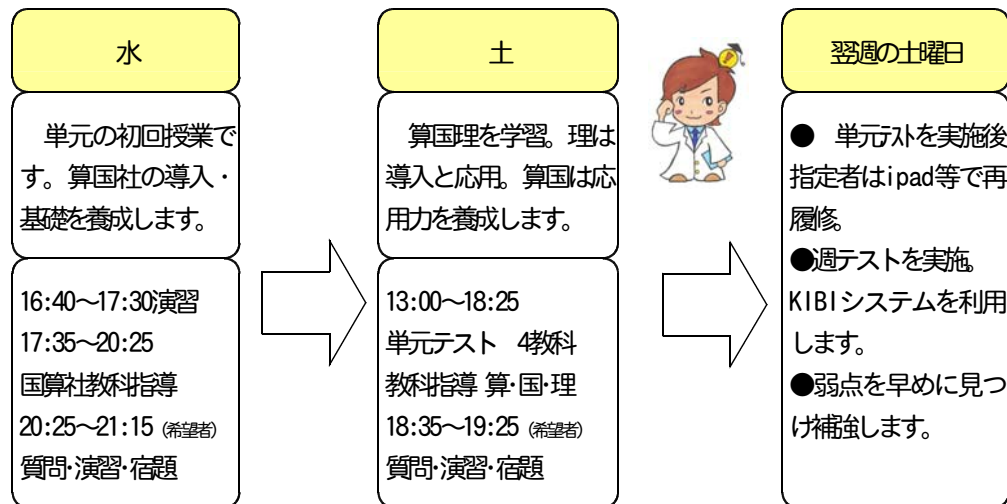 水
単元の初回授業で
す。算国社の導入・
基礎を養成します。
16:40～17:30演習
17:35～20:25
国算社教科指導
20:25～21:15 (希望者)
質問・演習・宿題
土
算国理を学習。理は
導入と応用。算国は応
用力を養成します。
13:00～18:25
単元テスト 4教科
教科指導 算・国・理
18:35～19:25 (希望者)
質問・演習・宿題
翌週の土曜日
● 単元テストを実施後
指定者はipad等で再
履修。
●週テストを実施。
KIBIシステムを利用
します。
●弱点を早めに見つ
け補強します。